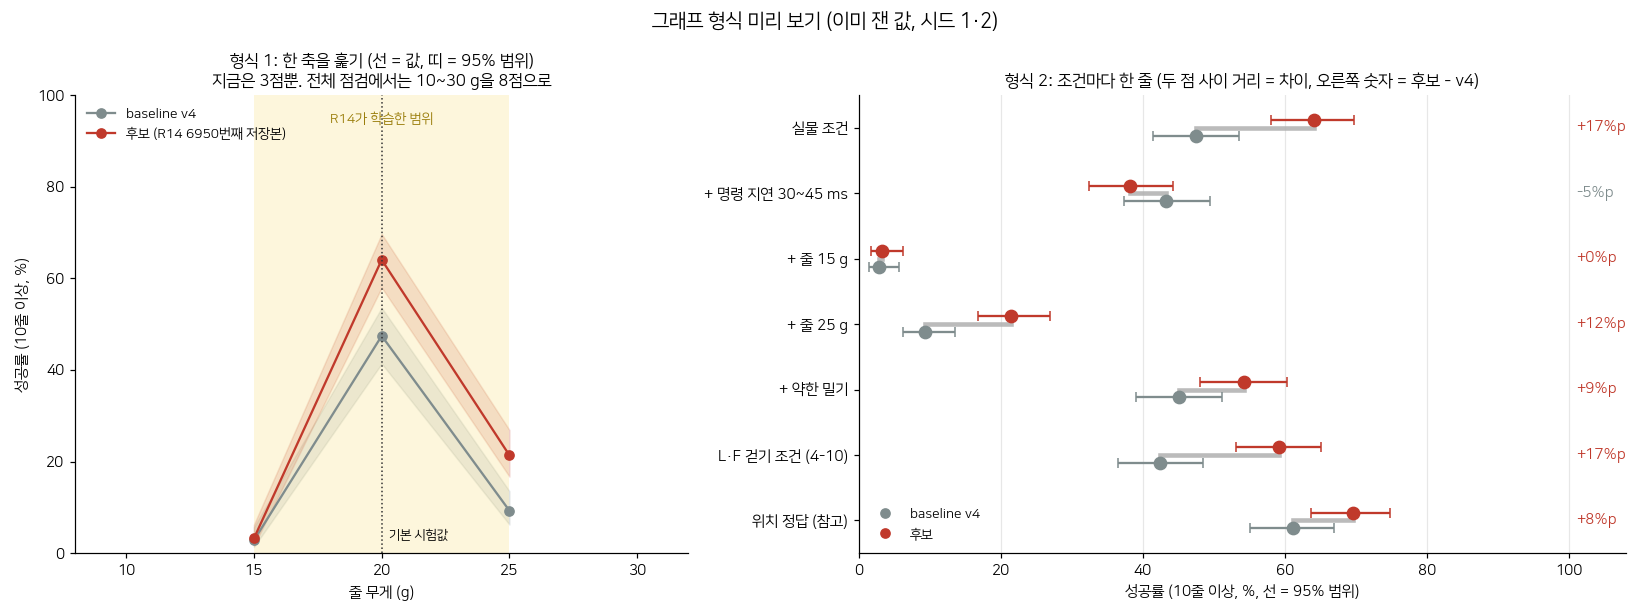 그래프 형식 미리 보기 (이미 잰 값, 시드 1·2)
형식 1: 한 축을 훑기 (선 = 값, 띠 = 95% 범위)
지금은 3점뿐. 전체 점검에서는 10~30 g을 8점으로
100
80
60
40
20
0
성공률 (10줄 이상, %)
baseline v4
후보 (R14 6950번째 저장본)
R14가 학습한 범위
기본 시험값
10
15
20
25
30
줄 무게 (g)
형식 2: 조건마다 한 줄 (두 점 사이 거리 = 차이, 오른쪽 숫자 = 후보 - v4)
실물 조건
+17%p
+ 명령 지연 30~45 ms
-5%p
+ 줄 15 g
+0%p
+ 줄 25 g
+12%p
+ 약한 밀기
+9%p
L·F 걷기 조건 (4-10)
+17%p
위치 정답 (참고)
+8%p
baseline v4
후보
0
20
40
60
80
100
성공률 (10줄 이상, %, 선 = 95% 범위)